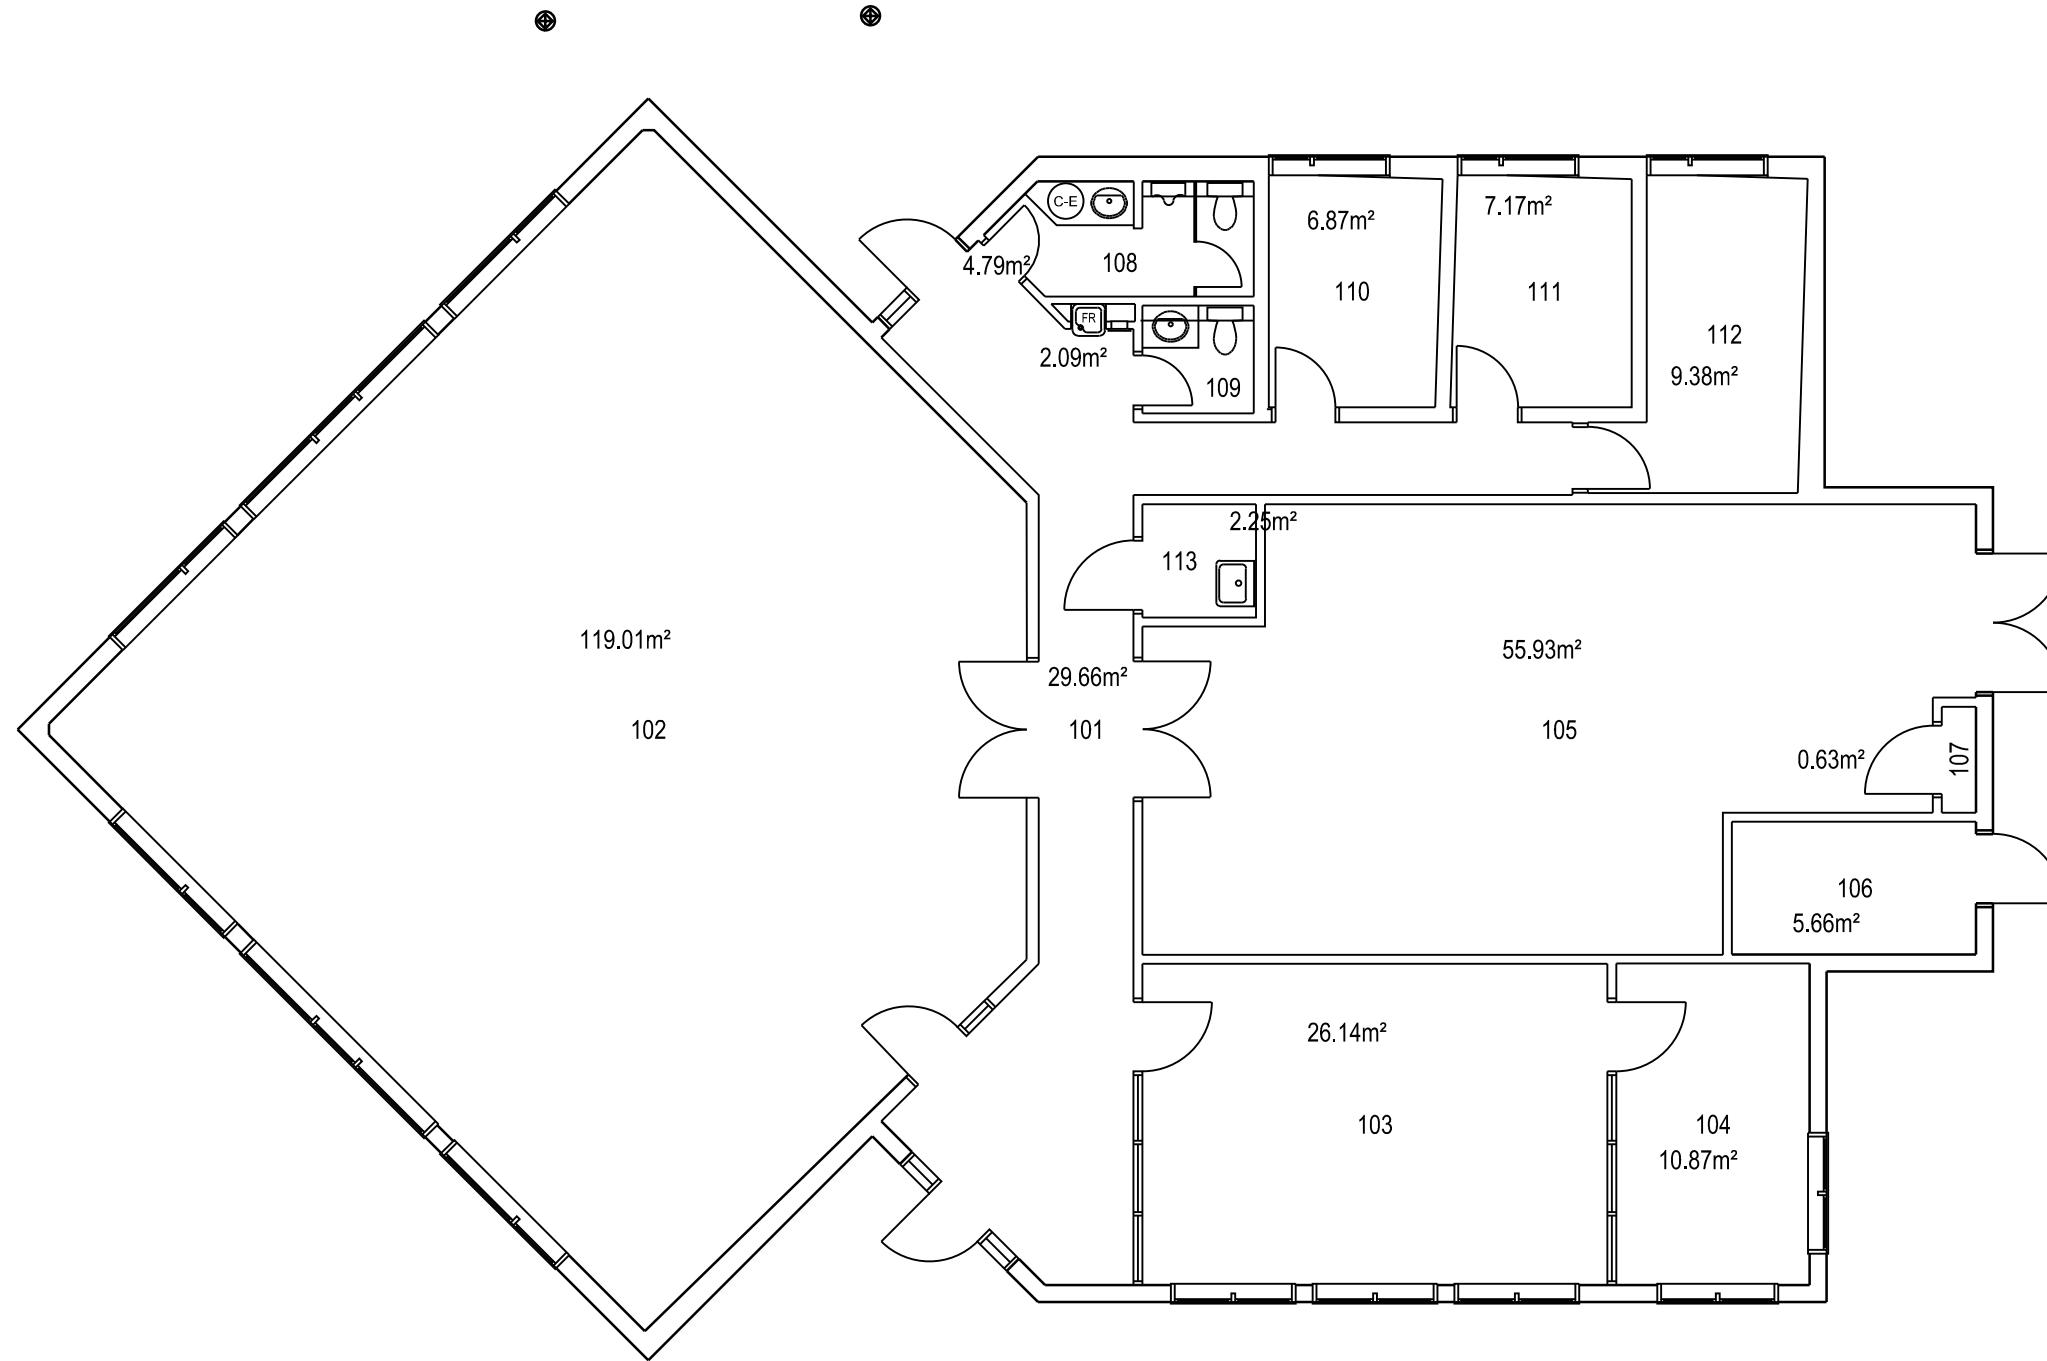 C-E
6.87m²
7.17m²
4.79m²
108
110
111
FR
112
2.09m²
9.38m²
109
2.25m²
113
119.01m²
55.93m²
29.66m²
102
101
105
0.63m²
107
106
5.66m²
26.14m²
103
104
10.87m²